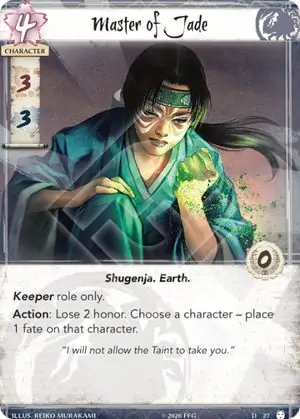 Master of Jade
4
CHARACTER
3
3
0
Shugenja. Earth.
Keeper role only.
Action: Lose 2 honor. Choose a character – place
1 fate on that character.
"I will not allow the Taint to take you."
ILLUS. REIKO MURAKAMI
© 2020 FFG
D 27